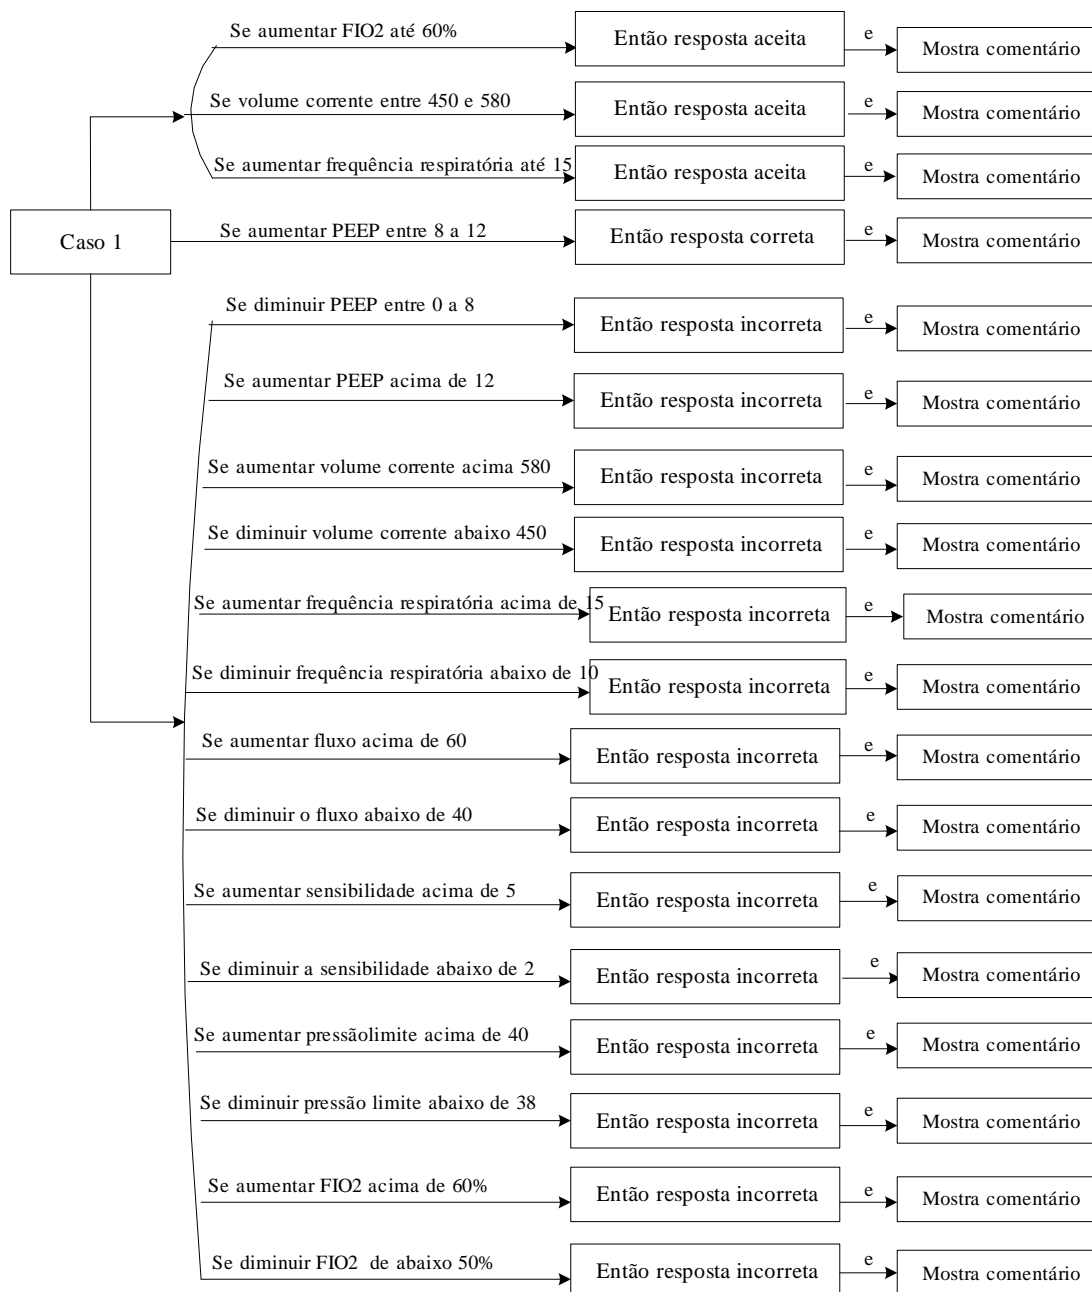 Se aumentar FIO2 até 60%
Então resposta aceita
e
Mostra comentário
Se volume corrente entre 450 e 580
Então resposta aceita
e
Mostra comentário
Se aumentar frequência respiratória até 15
Então resposta aceita
e
Mostra comentário
Caso 1
Se aumentar PEEP entre 8 a 12
Então resposta correta
e
Mostra comentário
Se diminuir PEEP entre 0 a 8
Então resposta incorreta
e
Mostra comentário
Se aumentar PEEP acima de 12
Então resposta incorreta
e
Mostra comentário
Se aumentar volume corrente acima 580
Então resposta incorreta
e
Mostra comentário
Se diminuir volume corrente abaixo 450
Então resposta incorreta
e
Mostra comentário
Se aumentar frequência respiratória acima de 15
Então resposta incorreta
e
Mostra comentário
Se diminuir frequência respiratória abaixo de 10
Então resposta incorreta
e
Mostra comentário
Se aumentar fluxo acima de 60
Então resposta incorreta
e
Mostra comentário
Se diminuir o fluxo abaixo de 40
Então resposta incorreta
e
Mostra comentário
Se aumentar sensibilidade acima de 5
Então resposta incorreta
e
Mostra comentário
Se diminuir a sensibilidade abaixo de 2
Então resposta incorreta
e
Mostra comentário
Se aumentar pressãolimite acima de 40
Então resposta incorreta
e
Mostra comentário
Se diminuir pressão limite abaixo de 38
Então resposta incorreta
e
Mostra comentário
Se aumentar FIO2 acima de 60%
Então resposta incorreta
e
Mostra comentário
Se diminuir FIO2 de abaixo 50%
Então resposta incorreta
e
Mostra comentário